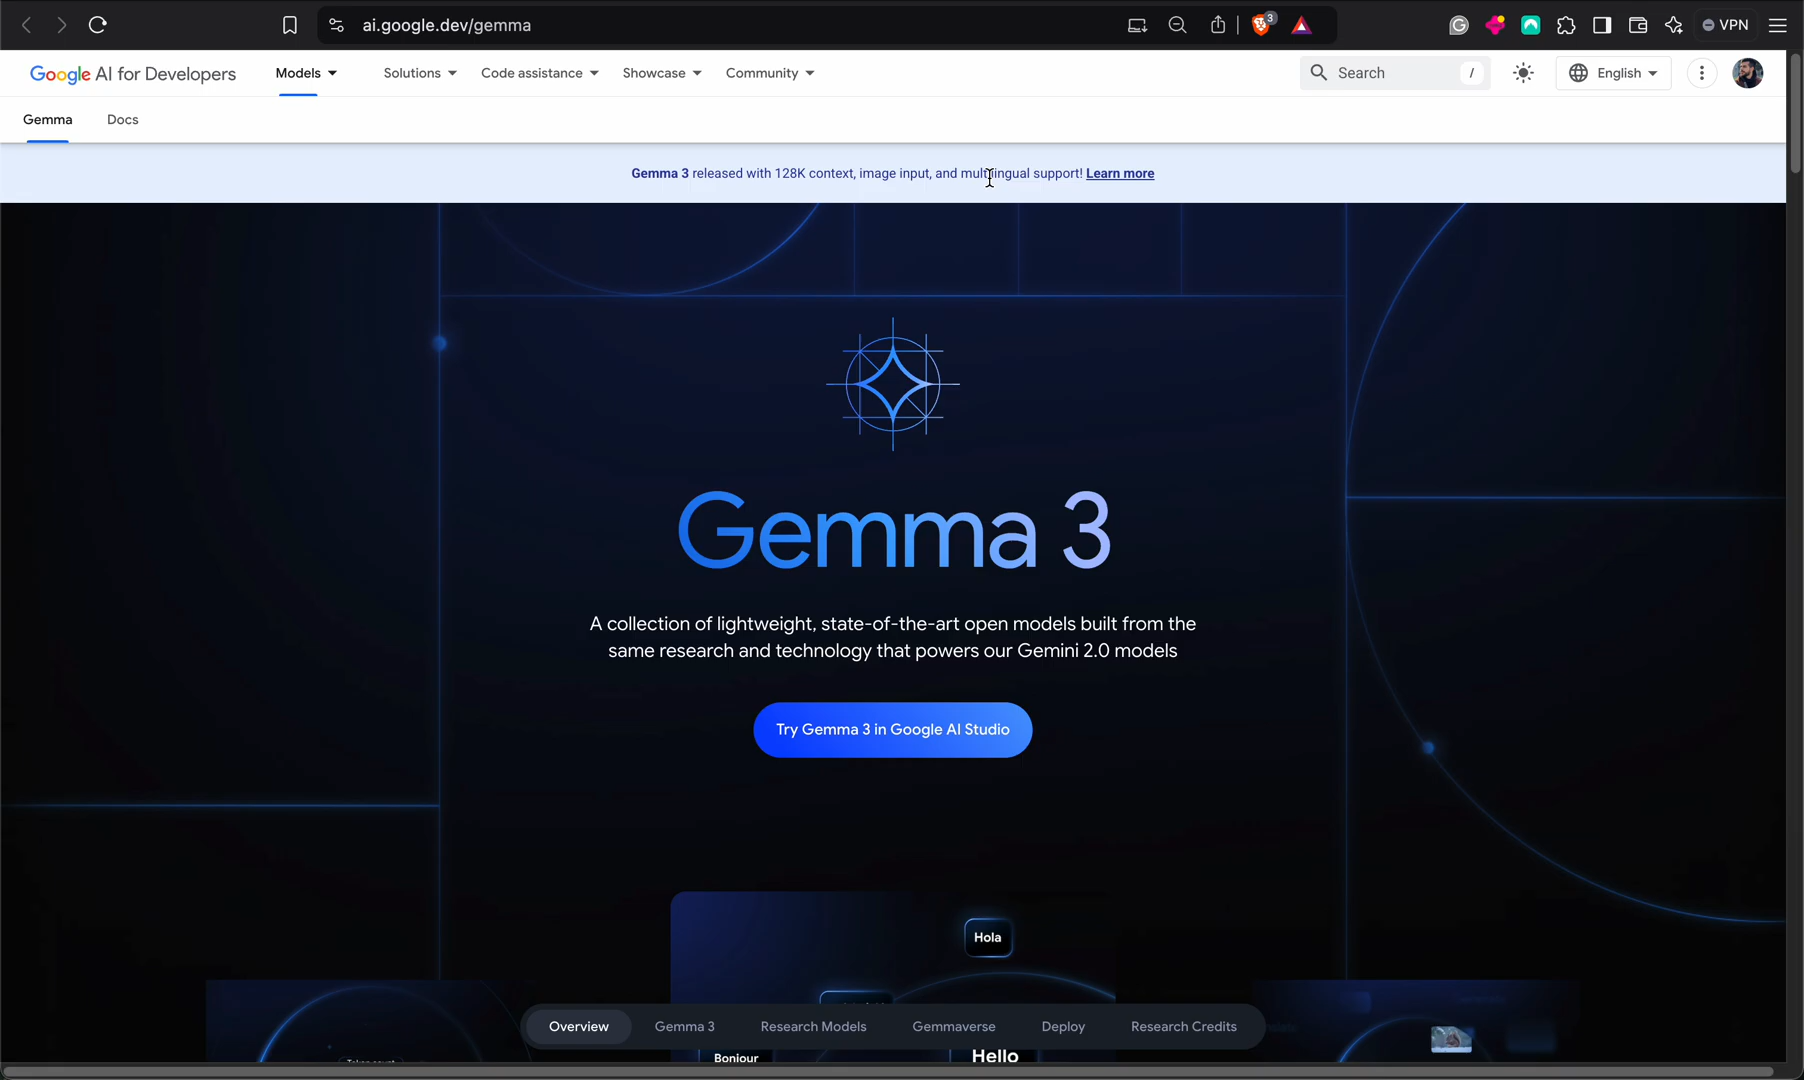 ai.google.dev/gemma
3
VPN
Google AI for Developers
Models
Solutions
Code assistance
Showcase
Community
Search
/
English
Gemma
Docs
Gemma 3 released with 128K context, image input, and multilingual support! Learn more
Gemma 3
A collection of lightweight, state-of-the-art open models built from the
same research and technology that powers our Gemini 2.0 models
Try Gemma 3 in Google AI Studio
Hola
Overview
Gemma 3
Research Models
Gemmaverse
Deploy
Research Credits
Bonjour
Hello